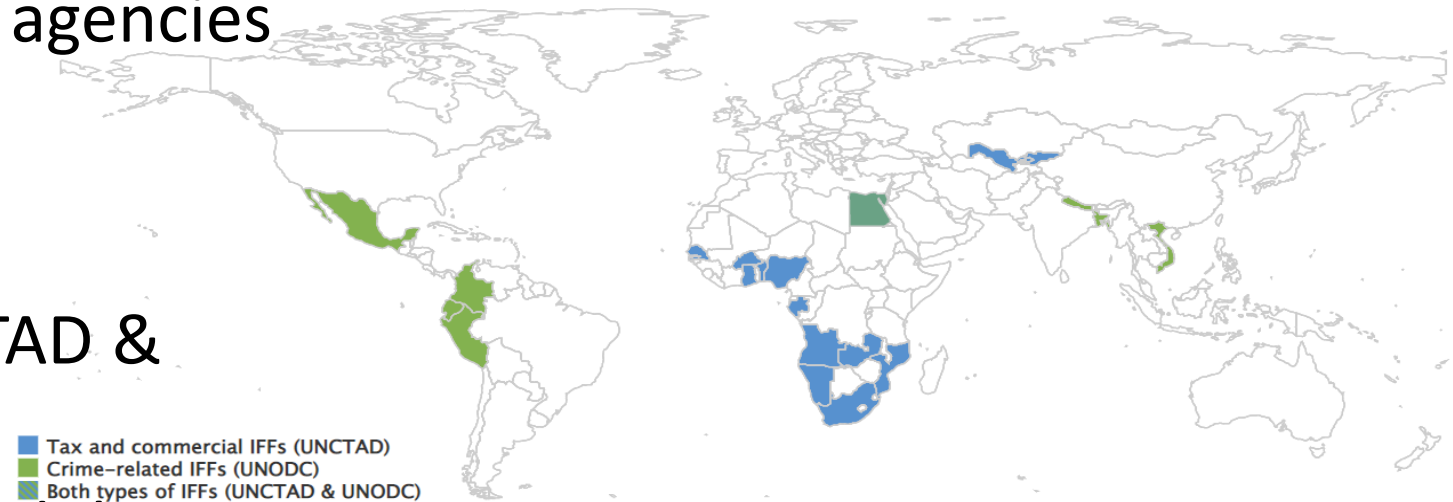 agencies
TAD &
Tax and commercial IFFs (UNCTAD)
Crime-related IFFs (UNODC)
Both types of IFFs (UNCTAD & UNODC)